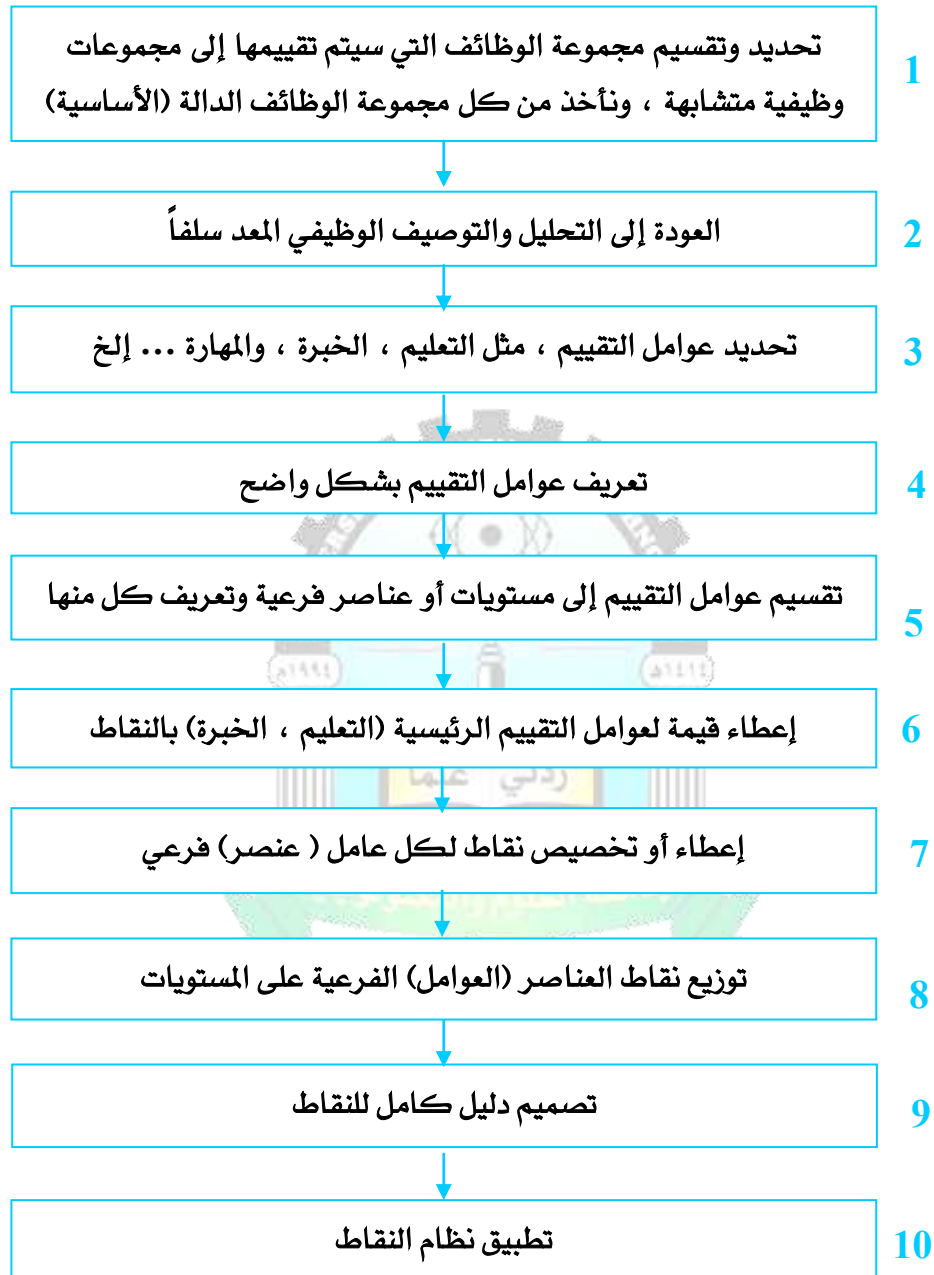 تحديد وتقسيم مجموعة الوظائف التي سيتم تقييمها إلى مجموعات
وظيفية متشابهة ، ونأخذ من كل مجموعة الوظائف الدالة (الأساسية)
1
العودة إلى التحليل والتوصيف الوظيفي المعد سلفاً
2
تحديد عوامل التقييم ، مثل التعليم ، الخبرة ، والمهارة ... إلخ
3
تعريف عوامل التقييم بشكل واضح
4
تقسيم عوامل التقييم إلى مستويات أو عناصر فرعية وتعريف كل منها
5
١٩٩٤م
١٤١٤هـ
إعطاء قيمة لعوامل التقييم الرئيسية (التعليم ، الخبرة) بالنقاط
6
زدني علما
إعطاء أو تخصيص نقاط لكل عامل ( عنصر) فرعي
7
توزيع نقاط العناصر (العوامل) الفرعية على المستويات
8
تصميم دليل كامل للنقاط
9
تطبيق نظام النقاط
10